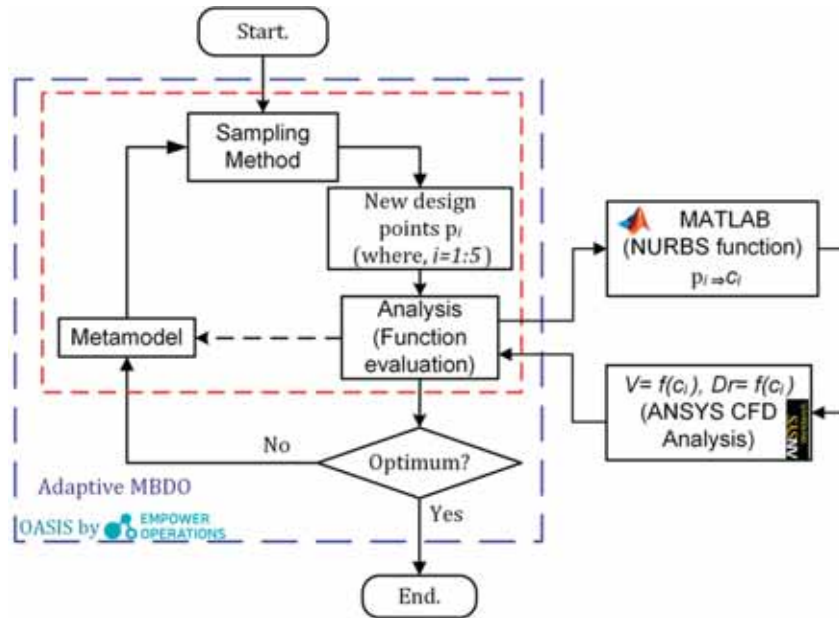 Start.
Sampling
Method
New design
points pᵢ
(where, i=1:5)
MATLAB
(NURBS function)
pᵢ⇒cᵢ
Analysis
(Function
evaluation)
Metamodel
V= f(cᵢ), Dr= f(cᵢ)
(ANSYS CFD
Analysis)
ANSYS
No
Optimum?
Adaptive MBDO
Yes
OASIS by EMPOWER
OPERATIONS
End.